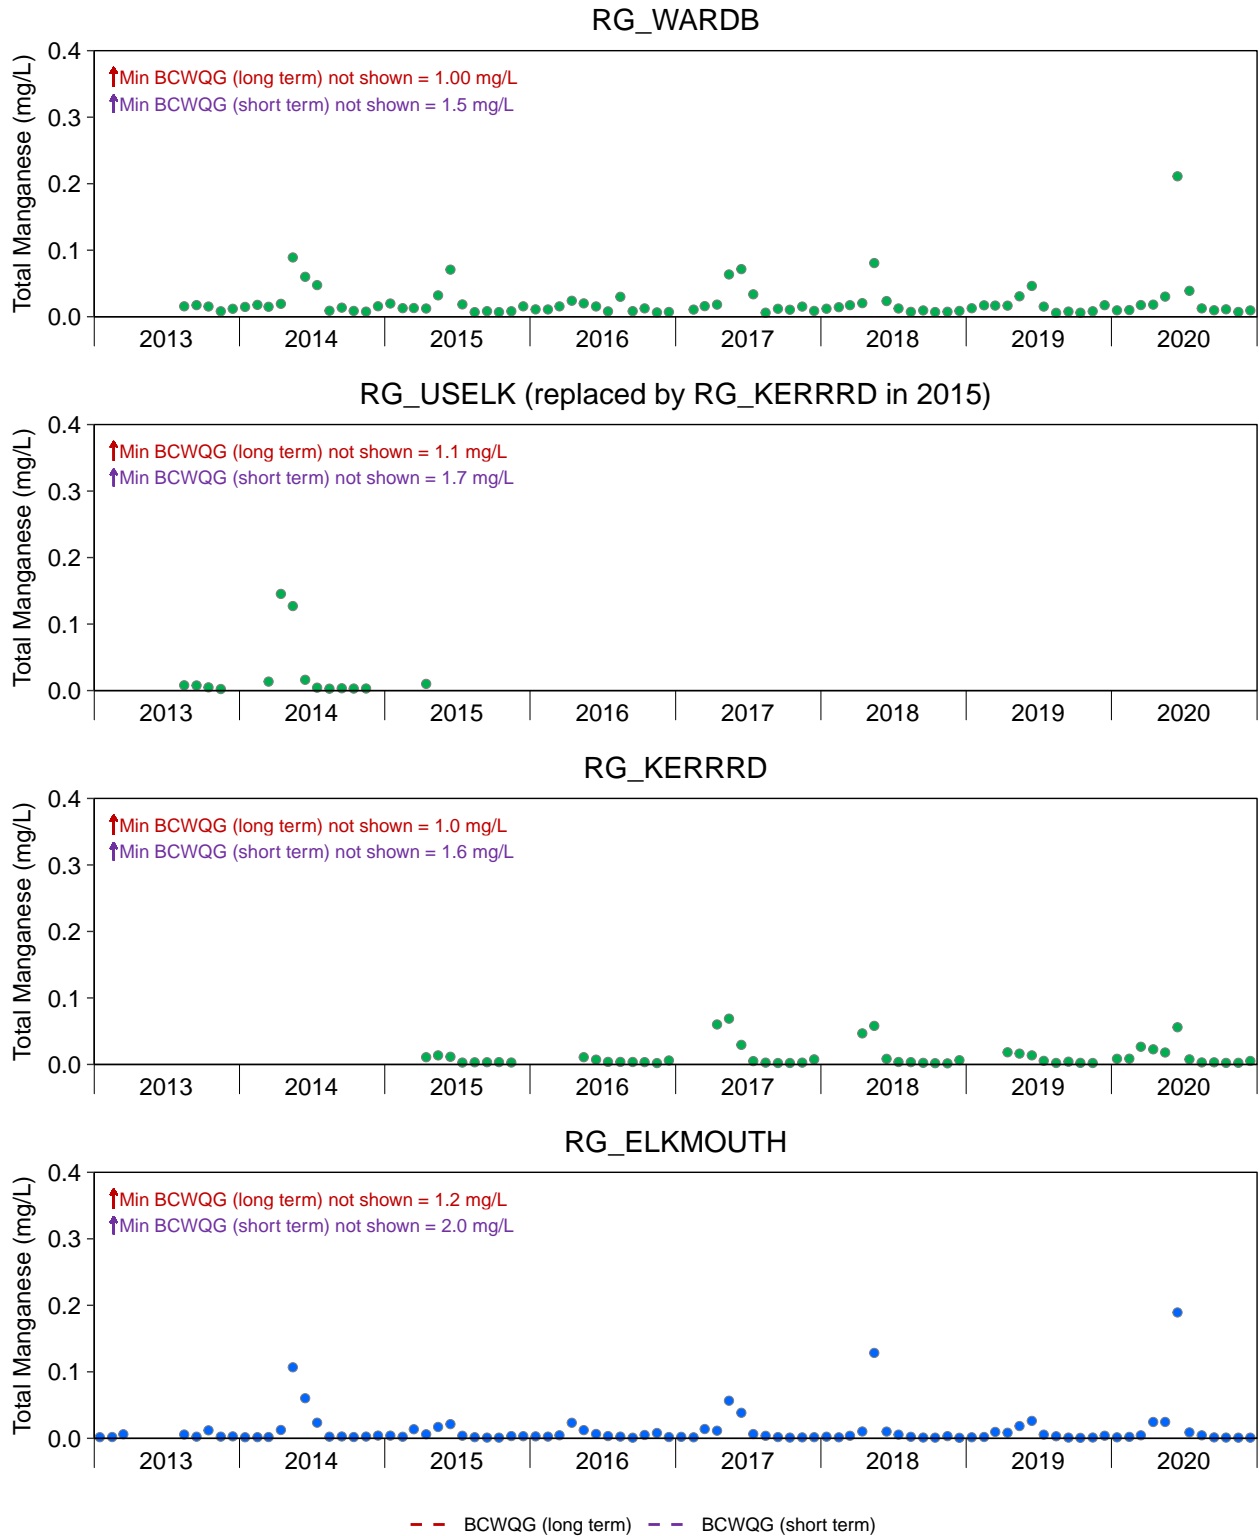 RG_WARDB
Total Manganese (mg/L)
0.4
0.3
0.2
0.1
0.0
Min BCWQG (long term) not shown = 1.00 mg/L
Min BCWQG (short term) not shown = 1.5 mg/L
2013 2014 2015 2016 2017 2018 2019 2020
RG_USELK (replaced by RG_KERRRD in 2015)
Total Manganese (mg/L)
0.4
0.3
0.2
0.1
0.0
Min BCWQG (long term) not shown = 1.1 mg/L
Min BCWQG (short term) not shown = 1.7 mg/L
2013 2014 2015 2016 2017 2018 2019 2020
RG_KERRRD
Total Manganese (mg/L)
0.4
0.3
0.2
0.1
0.0
Min BCWQG (long term) not shown = 1.0 mg/L
Min BCWQG (short term) not shown = 1.6 mg/L
2013 2014 2015 2016 2017 2018 2019 2020
RG_ELKMOUTH
Total Manganese (mg/L)
0.4
0.3
0.2
0.1
0.0
Min BCWQG (long term) not shown = 1.2 mg/L
Min BCWQG (short term) not shown = 2.0 mg/L
2013 2014 2015 2016 2017 2018 2019 2020
BCWQG (long term) BCWQG (short term)